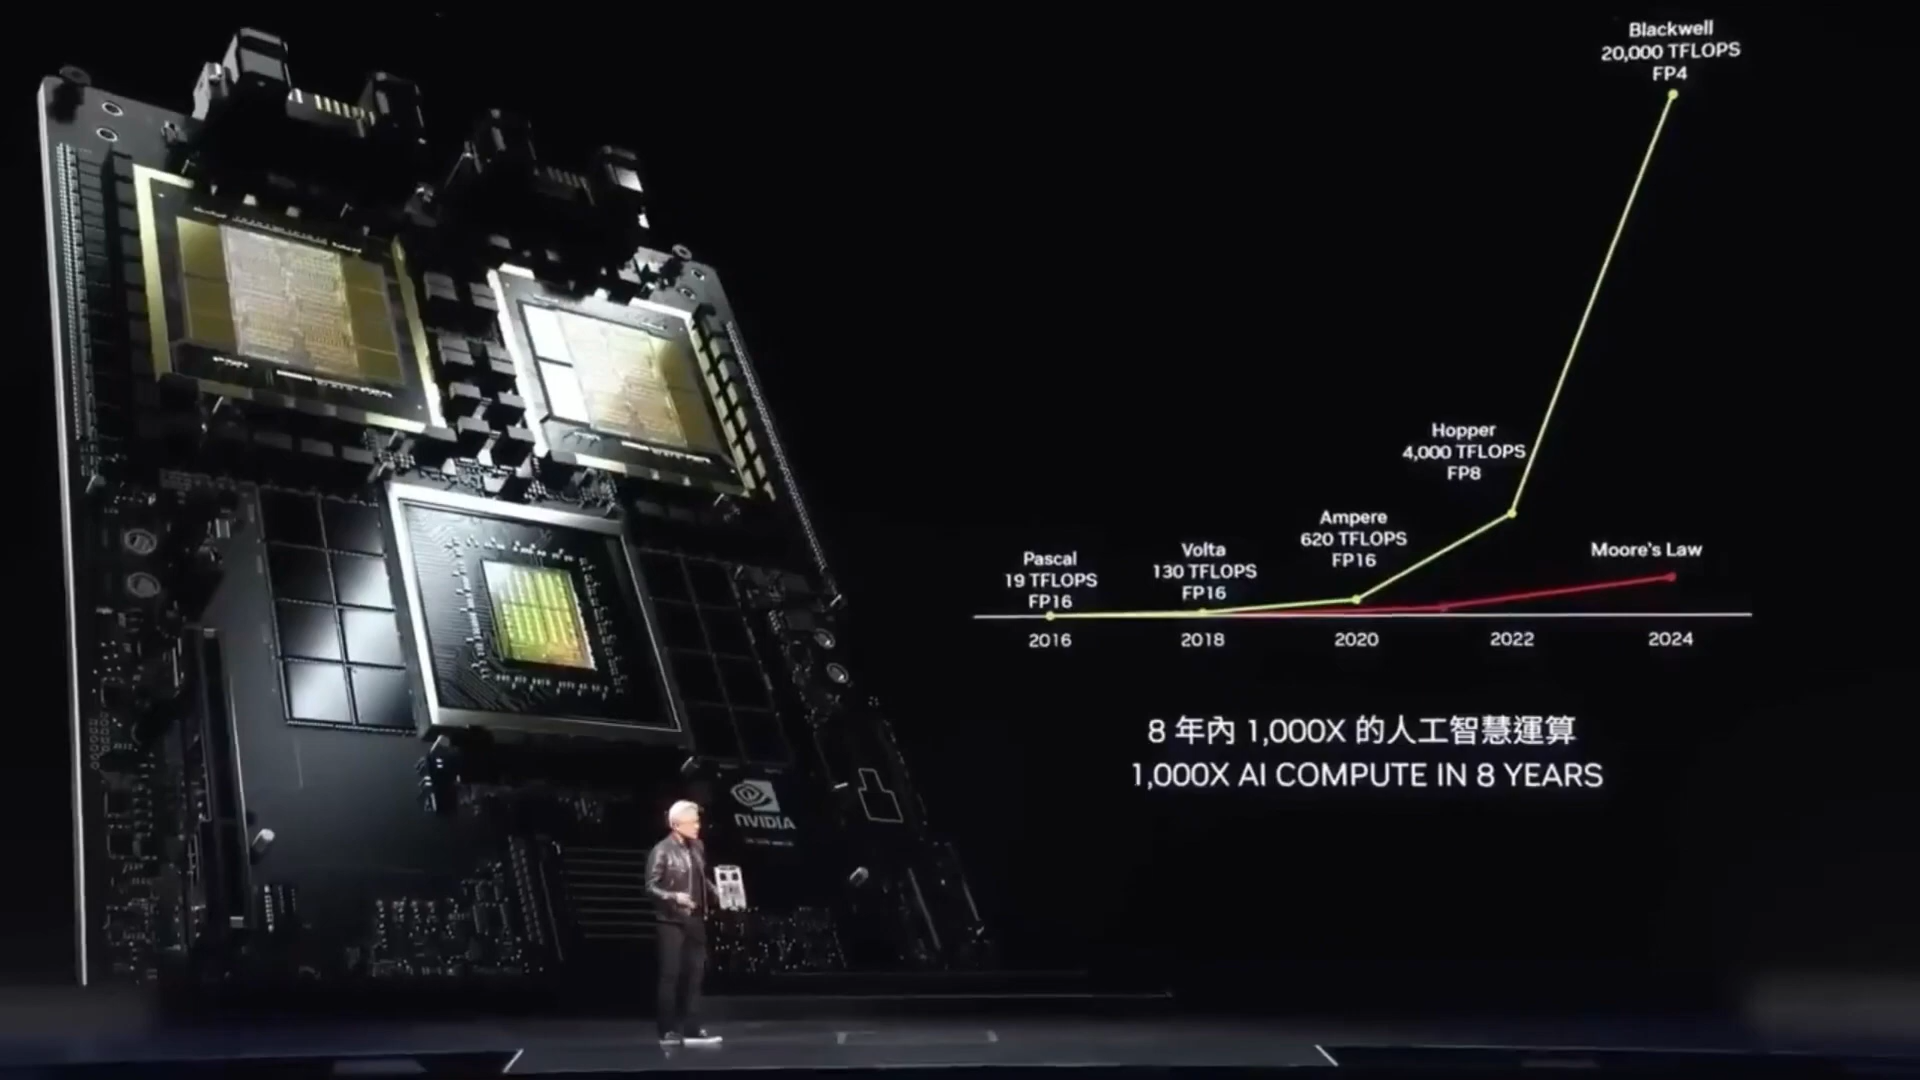 Blackwell
20,000 TFLOPS
FP4
Hopper
4,000 TFLOPS
FP8
Ampere
620 TFLOPS
FP16
Volta
130 TFLOPS
FP16
Pascal
19 TFLOPS
FP16
Moore's Law
2016 2018 2020 2022 2024
8 年內 1,000X 的人工智慧運算
1,000X AI COMPUTE IN 8 YEARS
NVIDIA